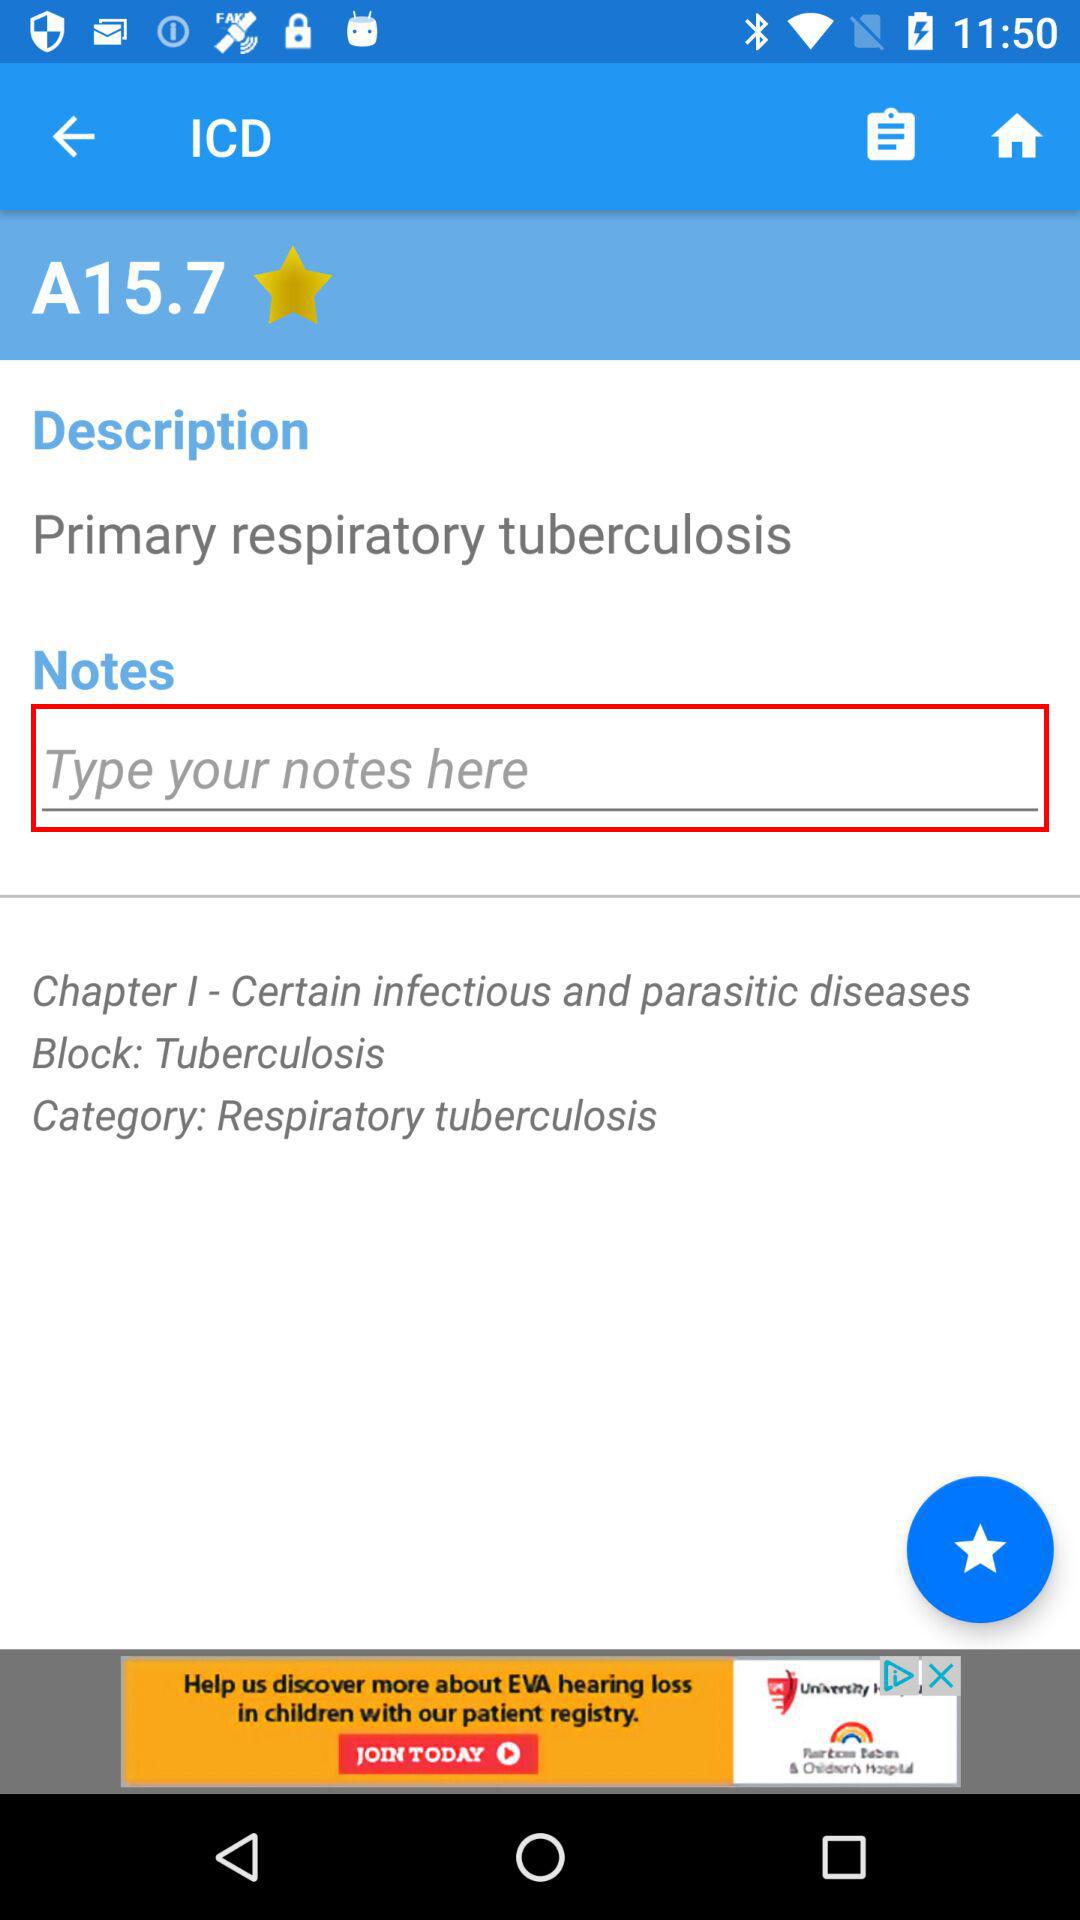 FAKE
11:50
ICD
A15.7
Description
Primary respiratory tuberculosis
Notes
Type your notes here
Chapter I - Certain infectious and parasitic diseases
Block: Tuberculosis
Category: Respiratory tuberculosis
Help us discover more about EVA hearing loss
in children with our patient registry.
JOIN TODAY
University
Rainbow Babies
& Children's Hospital